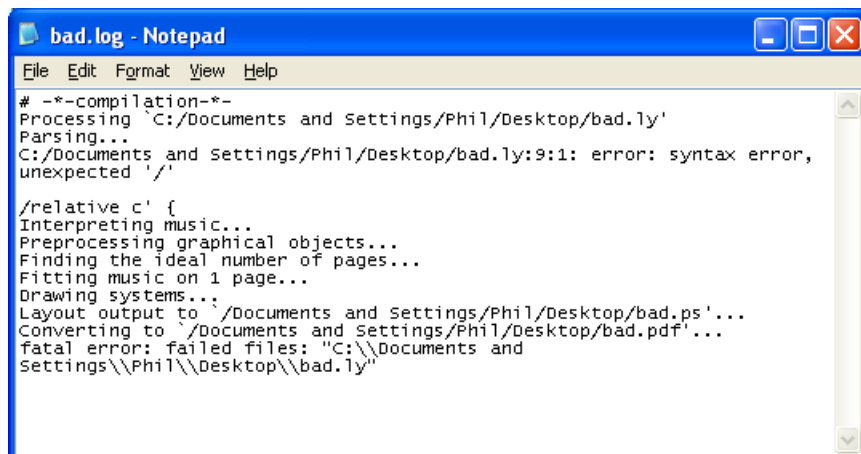 bad.log - Notepad
File Edit Format View Help
# -*-compilation-*-
Processing `C:/Documents and Settings/Phil/Desktop/bad.ly'
Parsing...
C:/Documents and Settings/Phil/Desktop/bad.ly:9:1: error: syntax error,
unexpected '/'
/relative c' {
Interpreting music...
Preprocessing graphical objects...
Finding the ideal number of pages...
Fitting music on 1 page...
Drawing systems...
Layout output to `/Documents and Settings/Phil/Desktop/bad.ps'...
Converting to `/Documents and Settings/Phil/Desktop/bad.pdf'...
fatal error: failed files: "C:\\Documents and
Settings\\Phil\\Desktop\\bad.ly"